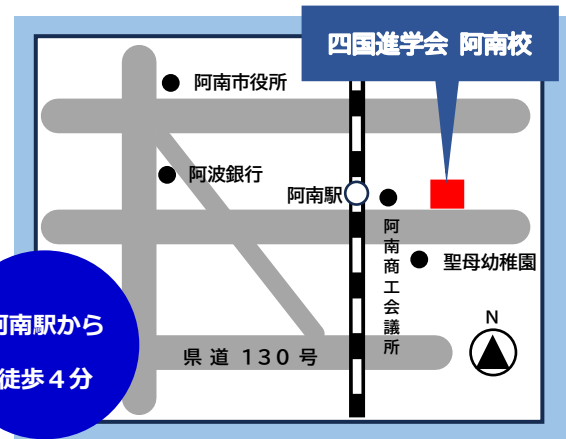 四国進学会 阿南校
阿南市役所
阿波銀行
阿南駅
阿南商工会議所
聖母幼稚園
N
県道130号
阿南駅から
徒歩４分